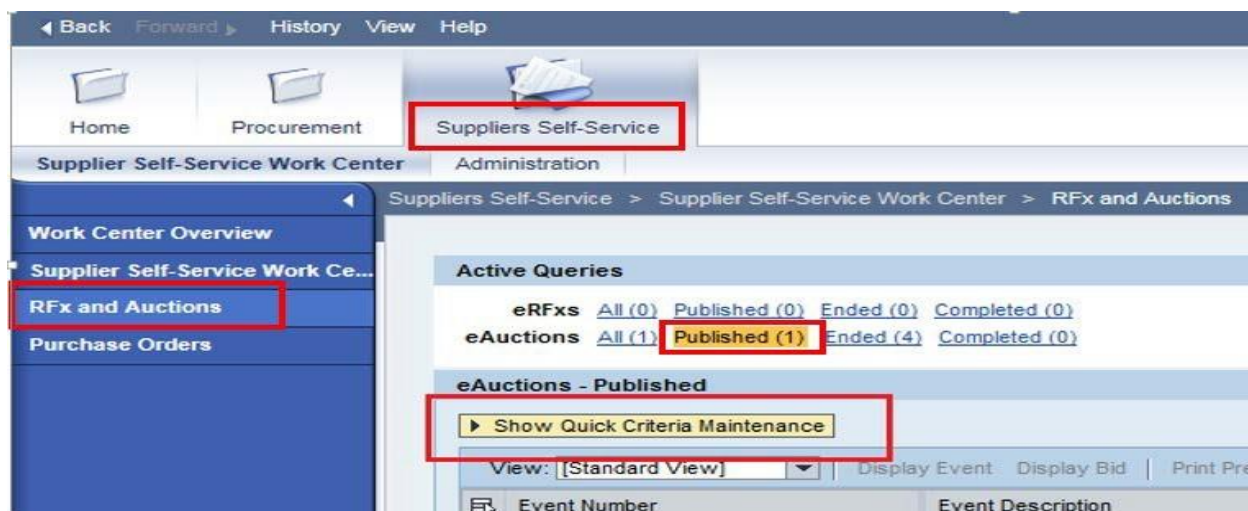 Back Forward History View Help
Home Procurement Suppliers Self-Service
Supplier Self-Service Work Center Administration
Suppliers Self-Service > Supplier Self-Service Work Center > RFx and Auctions
Work Center Overview
Supplier Self-Service Work Ce...
Active Queries
RFx and Auctions
eRFxs All (0) Published (0) Ended (0) Completed (0)
eAuctions All (1) Published (1) Ended (4) Completed (0)
Purchase Orders
eAuctions - Published
Show Quick Criteria Maintenance
View: [Standard View] Display Event Display Bid | Print Pre
Event Number Event Description